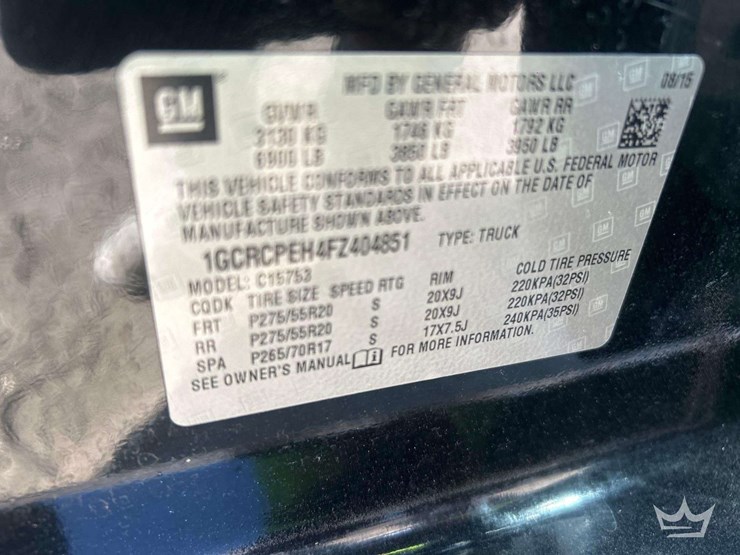 GM
MFD BY GENERAL MOTORS LLC 08/15
GVWR GAWR FRT GAWR RR
3130 KG 1746 KG 1792 KG
6900 LB 3850 LB 3950 LB
THIS VEHICLE CONFORMS TO ALL APPLICABLE U.S. FEDERAL MOTOR
VEHICLE SAFETY STANDARDS IN EFFECT ON THE DATE OF
MANUFACTURE SHOWN ABOVE.
1GCRCPEH4FZ404851 TYPE: TRUCK
MODEL: C15753
CQDK TIRE SIZE SPEED RTG RIM COLD TIRE PRESSURE
FRT P275/55R20 S 20X9J 220KPA(32PSI)
RR P275/55R20 S 20X9J 220KPA(32PSI)
SPA P265/70R17 S 17X7.5J 240KPA(35PSI)
SEE OWNER'S MANUAL FOR MORE INFORMATION.